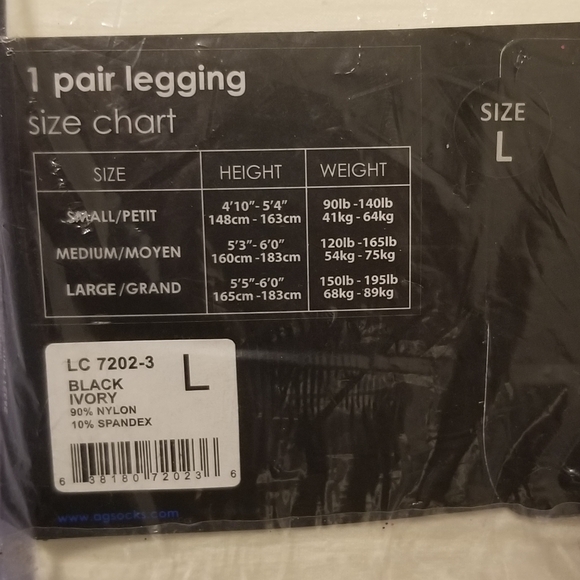 1 pair legging
size chart
SIZE HEIGHT WEIGHT
SMALL/PETIT 4'10"- 5'4" 90lb -140lb
148cm - 163cm 41kg - 64kg
MEDIUM/MOYEN 5'3"- 6'0" 120lb -165lb
160cm -183cm 54kg - 75kg
LARGE/GRAND 5'5"-6'0" 150lb - 195lb
165cm -183cm 68kg - 89kg
SIZE
L
LC 7202-3 L
BLACK
IVORY
90% NYLON
10% SPANDEX
6 38180 72023 6
www.agsocks.com